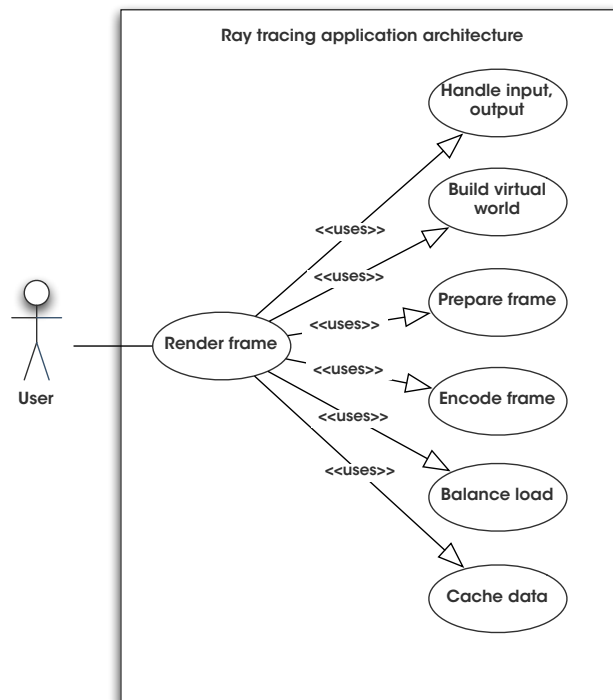 Ray tracing application architecture
Handle input,
output
Build virtual
world
<<uses>>
<<uses>>
Prepare frame
<<uses>>
Render frame
<<uses>>
User
Encode frame
<<uses>>
<<uses>>
Balance load
Cache data